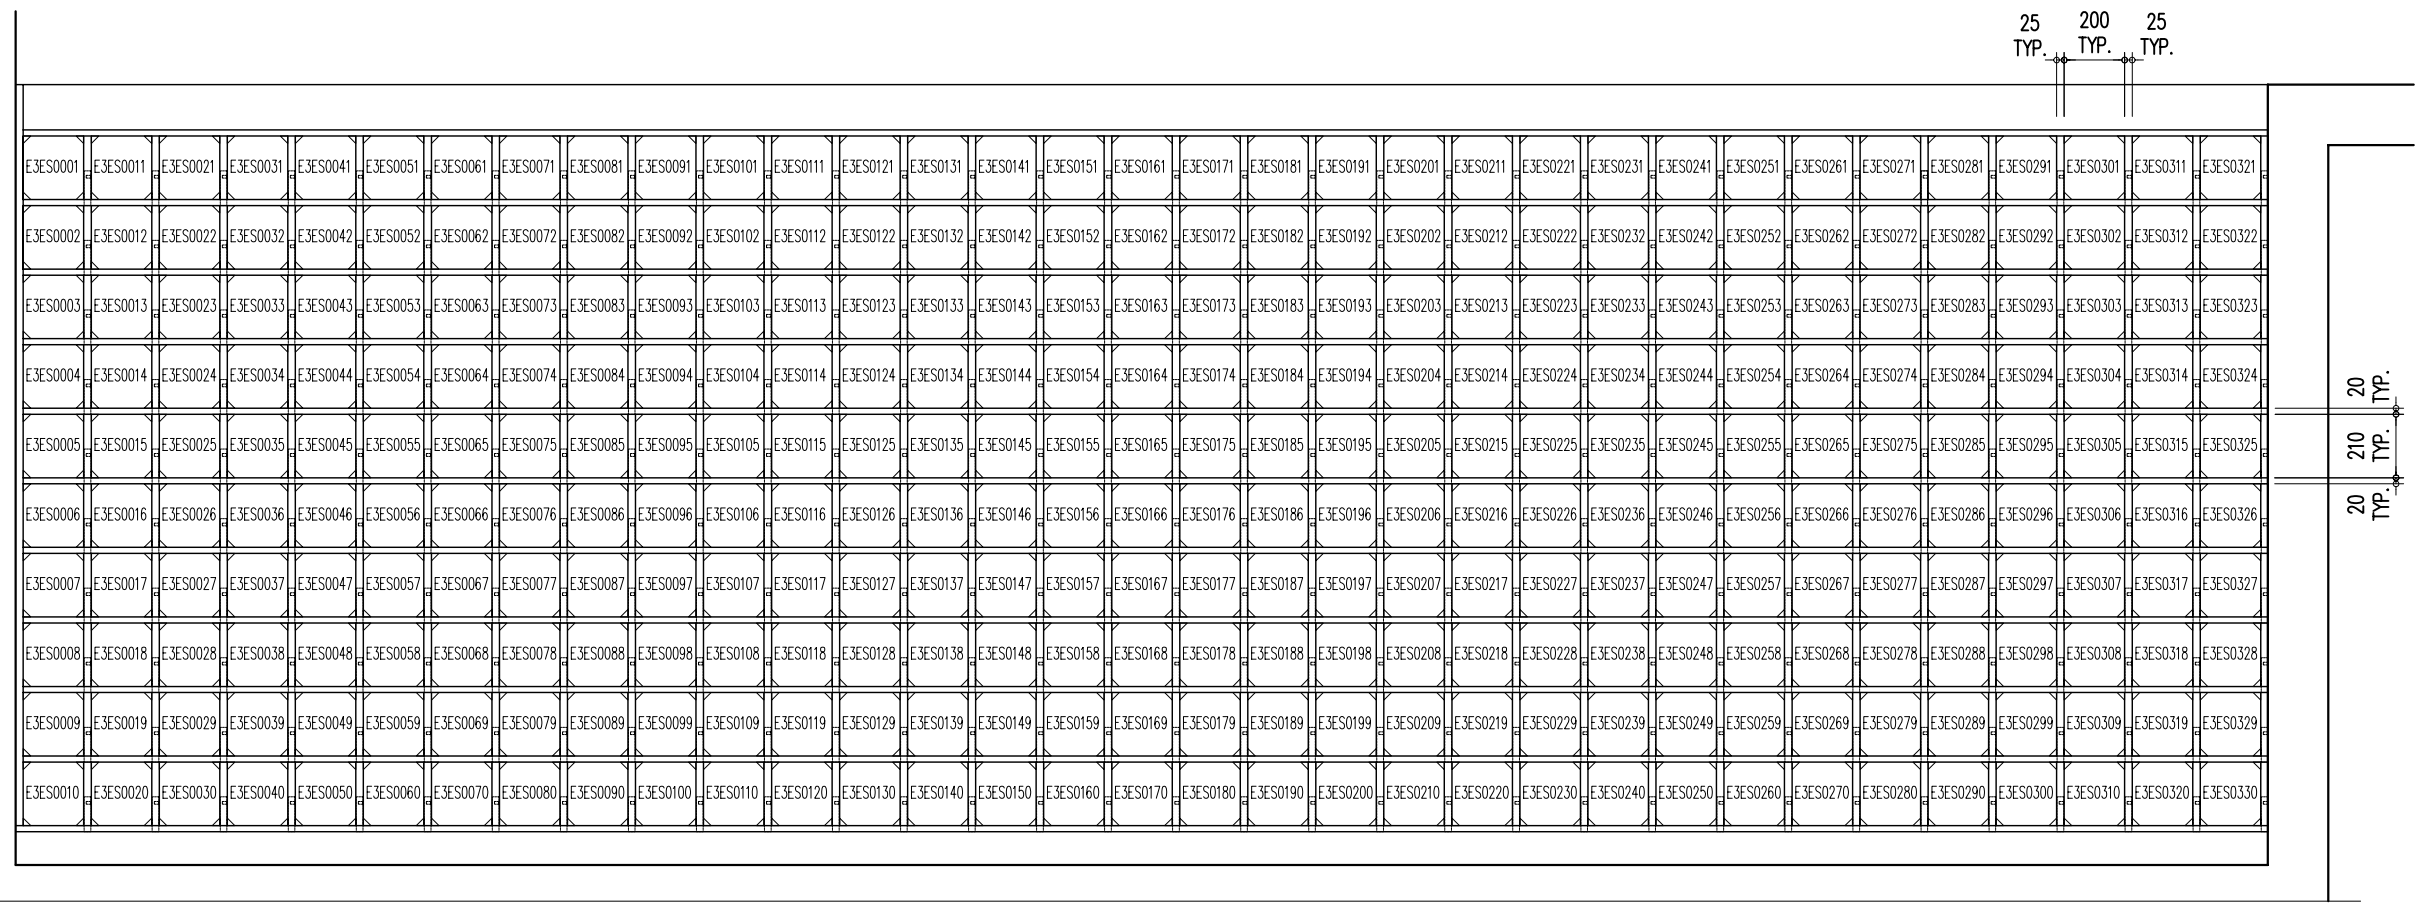 25 200 25
TYP. TYP. TYP.
E3ES0001 E3ES0011 E3ES0021 E3ES0031 E3ES0041 E3ES0051 E3ES0061 E3ES0071 E3ES0081 E3ES0091 E3ES0101 E3ES0111 E3ES0121 E3ES0131 E3ES0141 E3ES0151 E3ES0161 E3ES0171 E3ES0181 E3ES0191 E3ES0201 E3ES0211 E3ES0221 E3ES0231 E3ES0241 E3ES0251 E3ES0261 E3ES0271 E3ES0281 E3ES0291 E3ES0301 E3ES0311 E3ES0321
E3ES0002 E3ES0012 E3ES0022 E3ES0032 E3ES0042 E3ES0052 E3ES0062 E3ES0072 E3ES0082 E3ES0092 E3ES0102 E3ES0112 E3ES0122 E3ES0132 E3ES0142 E3ES0152 E3ES0162 E3ES0172 E3ES0182 E3ES0192 E3ES0202 E3ES0212 E3ES0222 E3ES0232 E3ES0242 E3ES0252 E3ES0262 E3ES0272 E3ES0282 E3ES0292 E3ES0302 E3ES0312 E3ES0322
E3ES0003 E3ES0013 E3ES0023 E3ES0033 E3ES0043 E3ES0053 E3ES0063 E3ES0073 E3ES0083 E3ES0093 E3ES0103 E3ES0113 E3ES0123 E3ES0133 E3ES0143 E3ES0153 E3ES0163 E3ES0173 E3ES0183 E3ES0193 E3ES0203 E3ES0213 E3ES0223 E3ES0233 E3ES0243 E3ES0253 E3ES0263 E3ES0273 E3ES0283 E3ES0293 E3ES0303 E3ES0313 E3ES0323
E3ES0004 E3ES0014 E3ES0024 E3ES0034 E3ES0044 E3ES0054 E3ES0064 E3ES0074 E3ES0084 E3ES0094 E3ES0104 E3ES0114 E3ES0124 E3ES0134 E3ES0144 E3ES0154 E3ES0164 E3ES0174 E3ES0184 E3ES0194 E3ES0204 E3ES0214 E3ES0224 E3ES0234 E3ES0244 E3ES0254 E3ES0264 E3ES0274 E3ES0284 E3ES0294 E3ES0304 E3ES0314 E3ES0324
20 TYP.
E3ES0005 E3ES0015 E3ES0025 E3ES0035 E3ES0045 E3ES0055 E3ES0065 E3ES0075 E3ES0085 E3ES0095 E3ES0105 E3ES0115 E3ES0125 E3ES0135 E3ES0145 E3ES0155 E3ES0165 E3ES0175 E3ES0185 E3ES0195 E3ES0205 E3ES0215 E3ES0225 E3ES0235 E3ES0245 E3ES0255 E3ES0265 E3ES0275 E3ES0285 E3ES0295 E3ES0305 E3ES0315 E3ES0325
210 TYP.
E3ES0006 E3ES0016 E3ES0026 E3ES0036 E3ES0046 E3ES0056 E3ES0066 E3ES0076 E3ES0086 E3ES0096 E3ES0106 E3ES0116 E3ES0126 E3ES0136 E3ES0146 E3ES0156 E3ES0166 E3ES0176 E3ES0186 E3ES0196 E3ES0206 E3ES0216 E3ES0226 E3ES0236 E3ES0246 E3ES0256 E3ES0266 E3ES0276 E3ES0286 E3ES0296 E3ES0306 E3ES0316 E3ES0326
20 TYP.
E3ES0007 E3ES0017 E3ES0027 E3ES0037 E3ES0047 E3ES0057 E3ES0067 E3ES0077 E3ES0087 E3ES0097 E3ES0107 E3ES0117 E3ES0127 E3ES0137 E3ES0147 E3ES0157 E3ES0167 E3ES0177 E3ES0187 E3ES0197 E3ES0207 E3ES0217 E3ES0227 E3ES0237 E3ES0247 E3ES0257 E3ES0267 E3ES0277 E3ES0287 E3ES0297 E3ES0307 E3ES0317 E3ES0327
E3ES0008 E3ES0018 E3ES0028 E3ES0038 E3ES0048 E3ES0058 E3ES0068 E3ES0078 E3ES0088 E3ES0098 E3ES0108 E3ES0118 E3ES0128 E3ES0138 E3ES0148 E3ES0158 E3ES0168 E3ES0178 E3ES0188 E3ES0198 E3ES0208 E3ES0218 E3ES0228 E3ES0238 E3ES0248 E3ES0258 E3ES0268 E3ES0278 E3ES0288 E3ES0298 E3ES0308 E3ES0318 E3ES0328
E3ES0009 E3ES0019 E3ES0029 E3ES0039 E3ES0049 E3ES0059 E3ES0069 E3ES0079 E3ES0089 E3ES0099 E3ES0109 E3ES0119 E3ES0129 E3ES0139 E3ES0149 E3ES0159 E3ES0169 E3ES0179 E3ES0189 E3ES0199 E3ES0209 E3ES0219 E3ES0229 E3ES0239 E3ES0249 E3ES0259 E3ES0269 E3ES0279 E3ES0289 E3ES0299 E3ES0309 E3ES0319 E3ES0329
E3ES0010 E3ES0020 E3ES0030 E3ES0040 E3ES0050 E3ES0060 E3ES0070 E3ES0080 E3ES0090 E3ES0100 E3ES0110 E3ES0120 E3ES0130 E3ES0140 E3ES0150 E3ES0160 E3ES0170 E3ES0180 E3ES0190 E3ES0200 E3ES0210 E3ES0220 E3ES0230 E3ES0240 E3ES0250 E3ES0260 E3ES0270 E3ES0280 E3ES0290 E3ES0300 E3ES0310 E3ES0320 E3ES0330